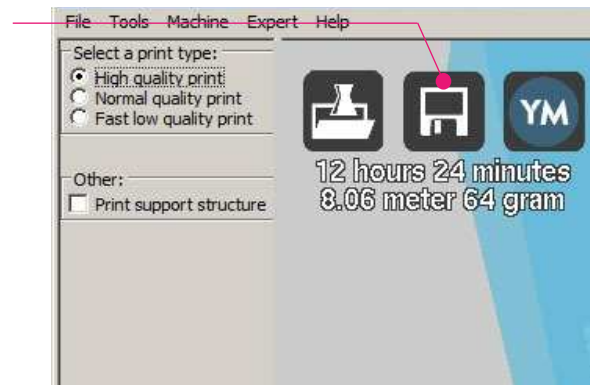 File Tools Machine Expert Help
Select a print type:
High quality print
Normal quality print
Fast low quality print
Other:
Print support structure
YM
12 hours 24 minutes
8.06 meter 64 gram